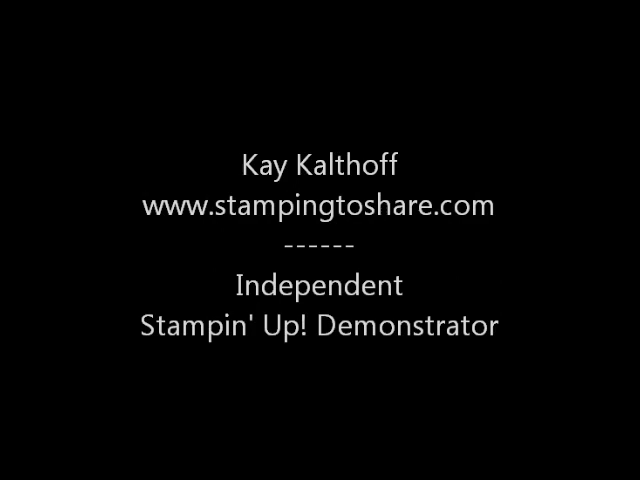 Kay Kalthoff
www.stampingtoshare.com
------
Independent
Stampin' Up! Demonstrator